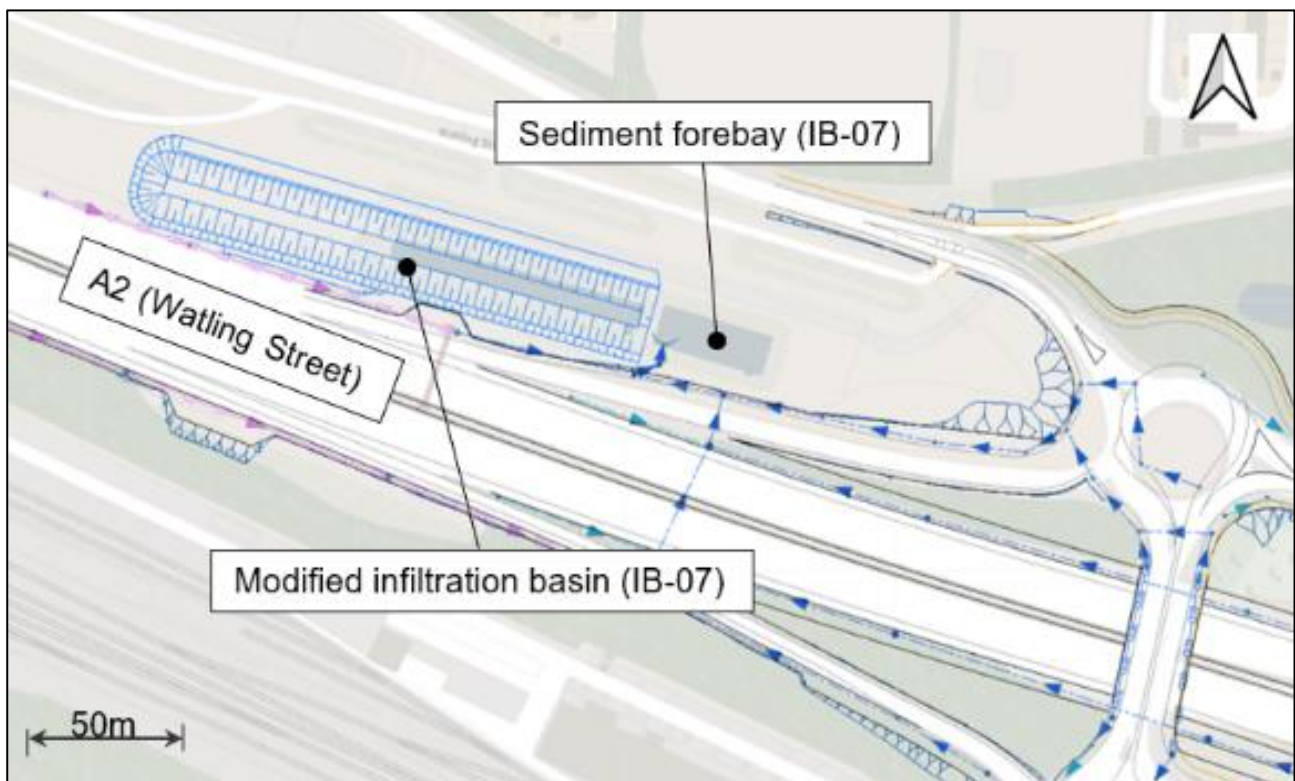 Sediment forebay (IB-07)
A2 (Watling Street)
Modified infiltration basin (IB-07)
50m